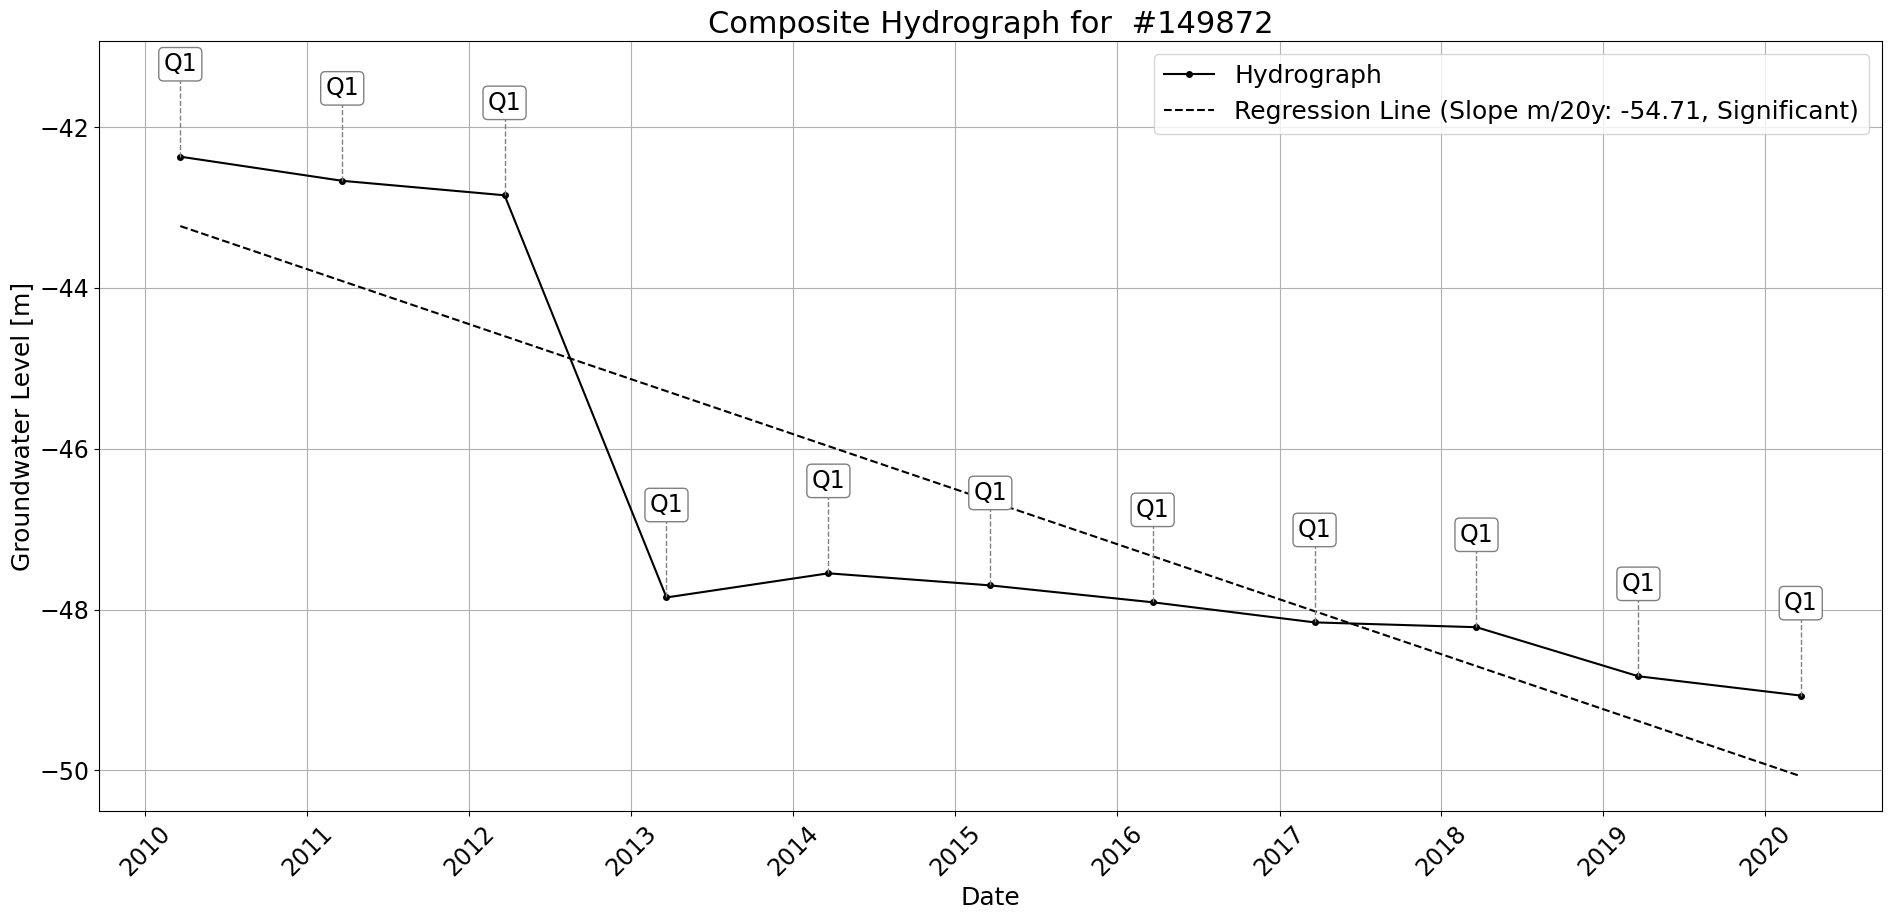 Composite Hydrograph for  #149872
Hydrograph
Regression Line (Slope m/20y: -54.71, Significant)
Q1
Q1
Q1
Q1
Q1
Q1
Q1
Q1
Q1
Q1
Q1
Groundwater Level [m]
−42
−44
−46
−48
−50
2010
2011
2012
2013
2014
2015
2016
2017
2018
2019
2020
Date